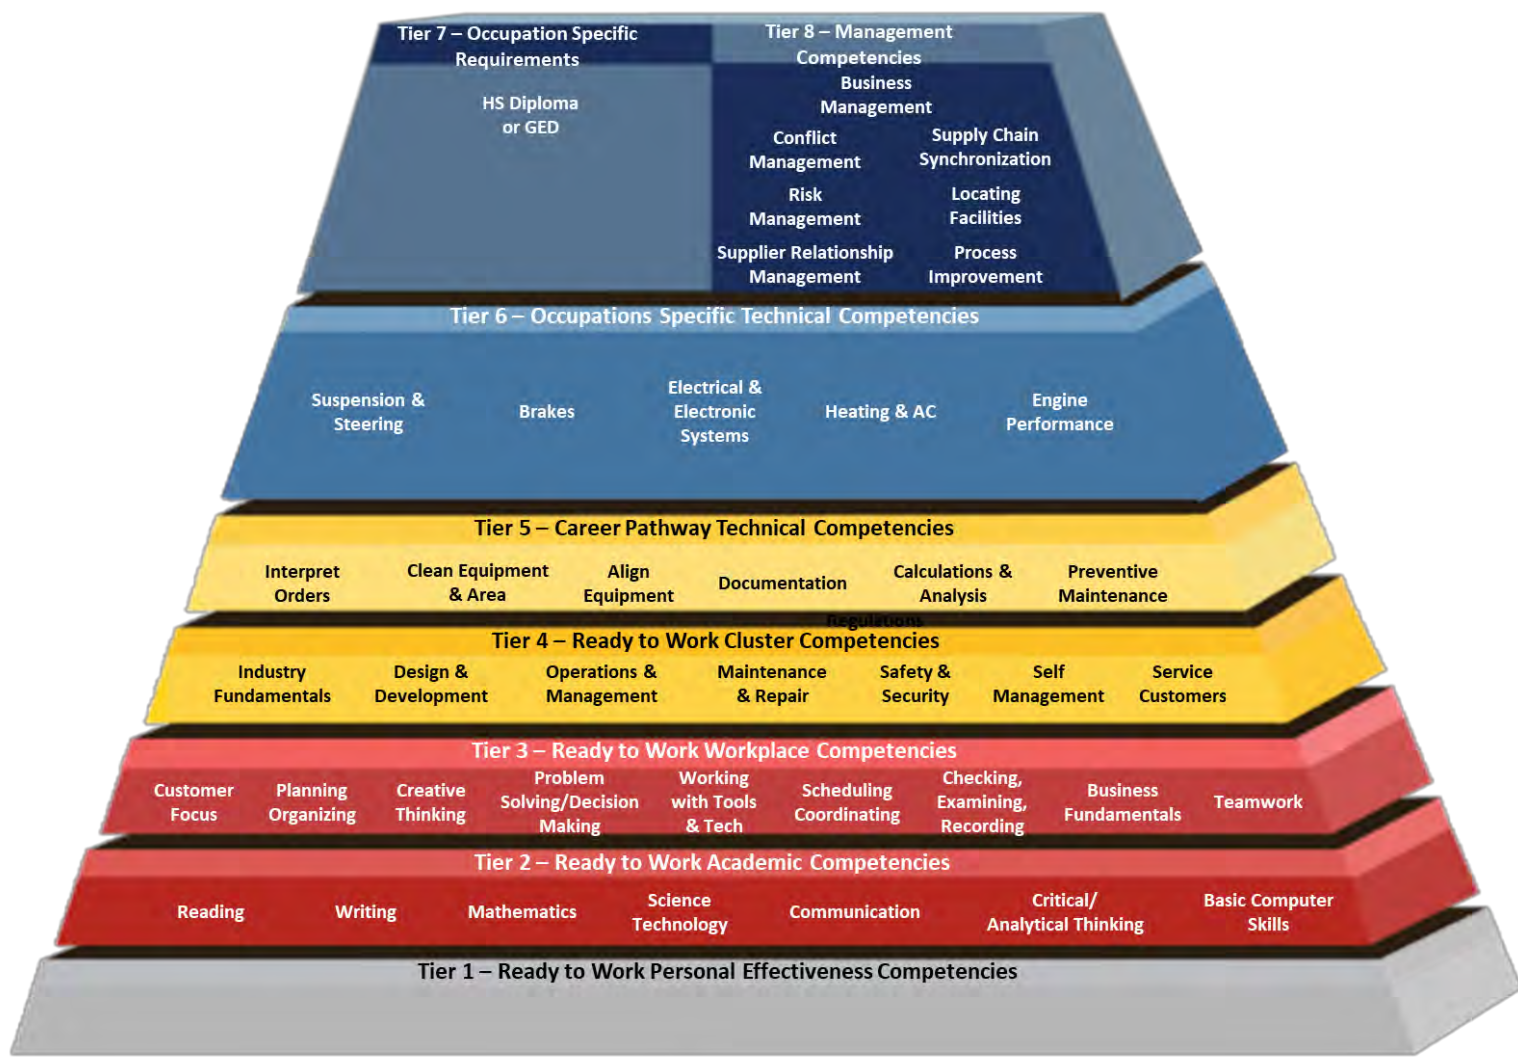 Tier 7 – Occupation Specific
Requirements
HS Diploma
or GED
Tier 8 – Management
Competencies
Business
Management
Conflict
Management
Supply Chain
Synchronization
Risk
Management
Locating
Facilities
Supplier Relationship
Management
Process
Improvement
Tier 6 – Occupations Specific Technical Competencies
Suspension &
Steering
Brakes
Electrical &
Electronic
Systems
Heating & AC
Engine
Performance
Tier 5 – Career Pathway Technical Competencies
Interpret
Orders
Clean Equipment
& Area
Align
Equipment
Documentation
Calculations &
Analysis
Preventive
Maintenance
Regulations
Tier 4 – Ready to Work Cluster Competencies
Industry
Fundamentals
Design &
Development
Operations &
Management
Maintenance
& Repair
Safety &
Security
Self
Management
Service
Customers
Tier 3 – Ready to Work Workplace Competencies
Customer
Focus
Planning
Organizing
Creative
Thinking
Problem
Solving/Decision
Making
Working
with Tools
& Tech
Scheduling
Coordinating
Checking,
Examining,
Recording
Business
Fundamentals
Teamwork
Tier 2 – Ready to Work Academic Competencies
Reading
Writing
Mathematics
Science
Technology
Communication
Critical/
Analytical Thinking
Basic Computer
Skills
Tier 1 – Ready to Work Personal Effectiveness Competencies